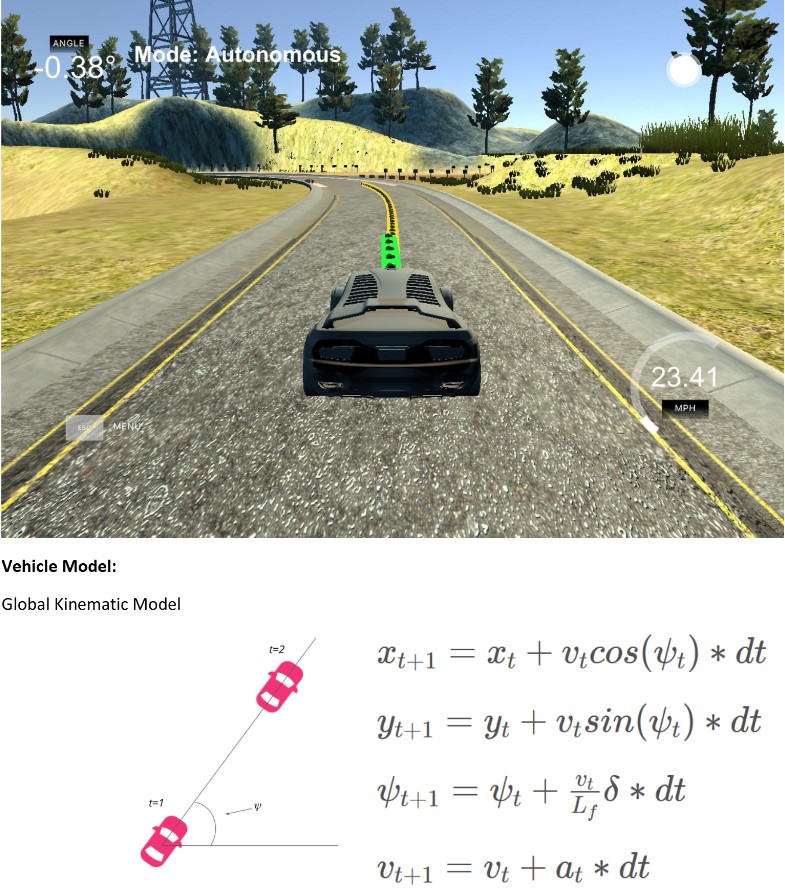 ANGLE
-0.38°
Mode: Autonomous
23.41
MPH
ESC
MENU
Vehicle Model:
Global Kinematic Model
t=2
t=1
ψ
x_{t+1} = x_t + v_t cos(ψ_t) * dt
y_{t+1} = y_t + v_t sin(ψ_t) * dt
ψ_{t+1} = ψ_t + \frac{v_t}{L_f} δ * dt
v_{t+1} = v_t + a_t * dt